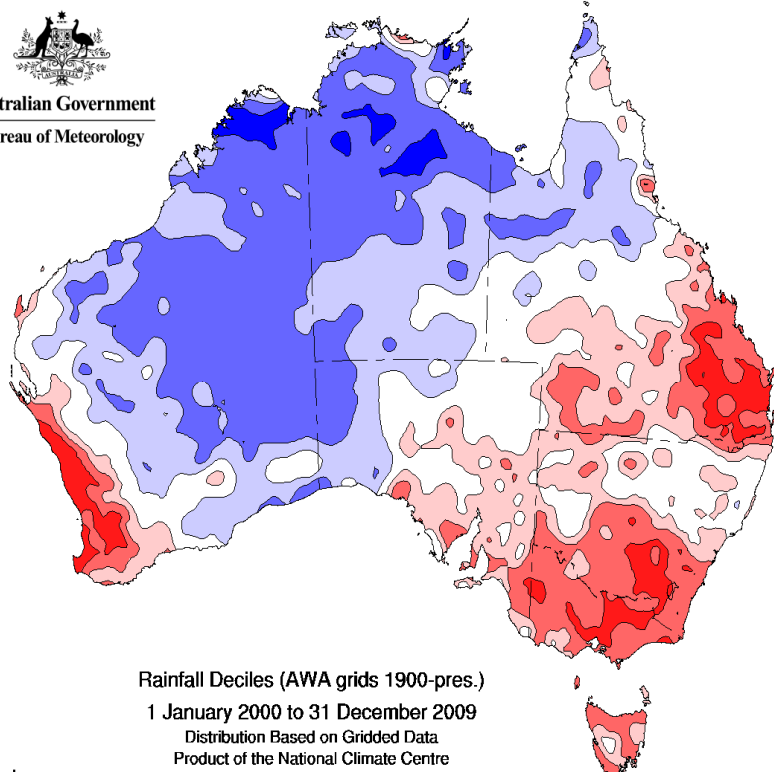 AUSTRALIA
tralian Government
reau of Meteorology
Rainfall Deciles (AWA grids 1900-pres.)
1 January 2000 to 31 December 2009
Distribution Based on Gridded Data
Product of the National Climate Centre